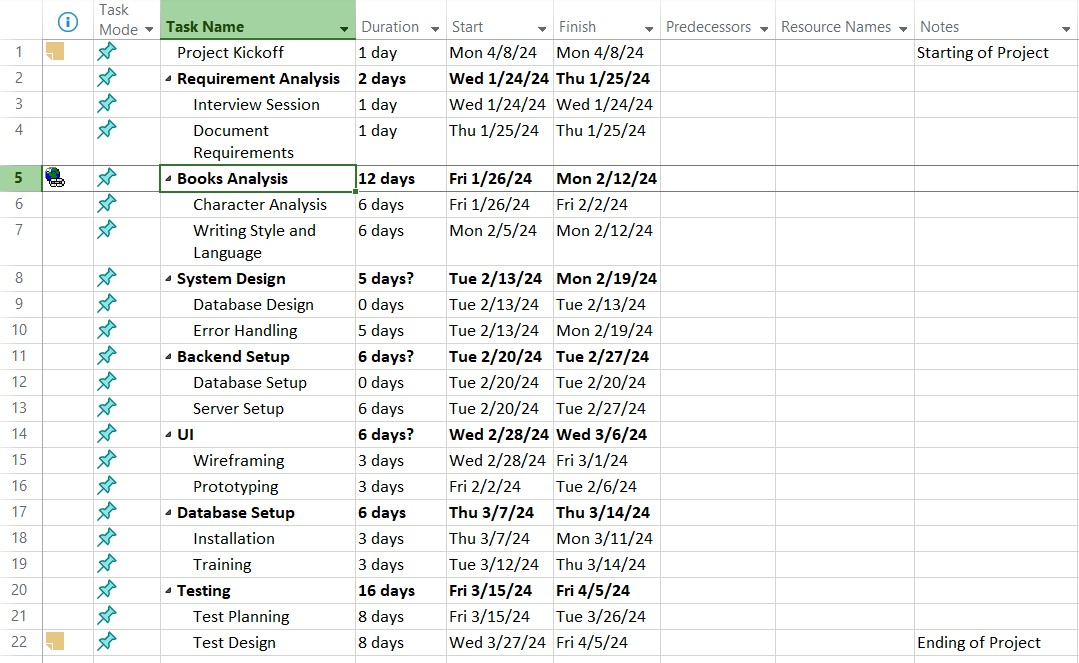 Task Mode Task Name Duration Start Finish Predecessors Resource Names Notes
1 Project Kickoff 1 day Mon 4/8/24 Mon 4/8/24 Starting of Project
2 Requirement Analysis 2 days Wed 1/24/24 Thu 1/25/24
3 Interview Session 1 day Wed 1/24/24 Wed 1/24/24
4 Document Requirements 1 day Thu 1/25/24 Thu 1/25/24
5 Books Analysis 12 days Fri 1/26/24 Mon 2/12/24
6 Character Analysis 6 days Fri 1/26/24 Fri 2/2/24
7 Writing Style and Language 6 days Mon 2/5/24 Mon 2/12/24
8 System Design 5 days? Tue 2/13/24 Mon 2/19/24
9 Database Design 0 days Tue 2/13/24 Tue 2/13/24
10 Error Handling 5 days Tue 2/13/24 Mon 2/19/24
11 Backend Setup 6 days? Tue 2/20/24 Tue 2/27/24
12 Database Setup 0 days Tue 2/20/24 Tue 2/20/24
13 Server Setup 6 days Tue 2/20/24 Tue 2/27/24
14 UI 6 days? Wed 2/28/24 Wed 3/6/24
15 Wireframing 3 days Wed 2/28/24 Fri 3/1/24
16 Prototyping 3 days Fri 2/2/24 Tue 2/6/24
17 Database Setup 6 days Thu 3/7/24 Thu 3/14/24
18 Installation 3 days Thu 3/7/24 Mon 3/11/24
19 Training 3 days Tue 3/12/24 Thu 3/14/24
20 Testing 16 days Fri 3/15/24 Fri 4/5/24
21 Test Planning 8 days Fri 3/15/24 Tue 3/26/24
22 Test Design 8 days Wed 3/27/24 Fri 4/5/24 Ending of Project